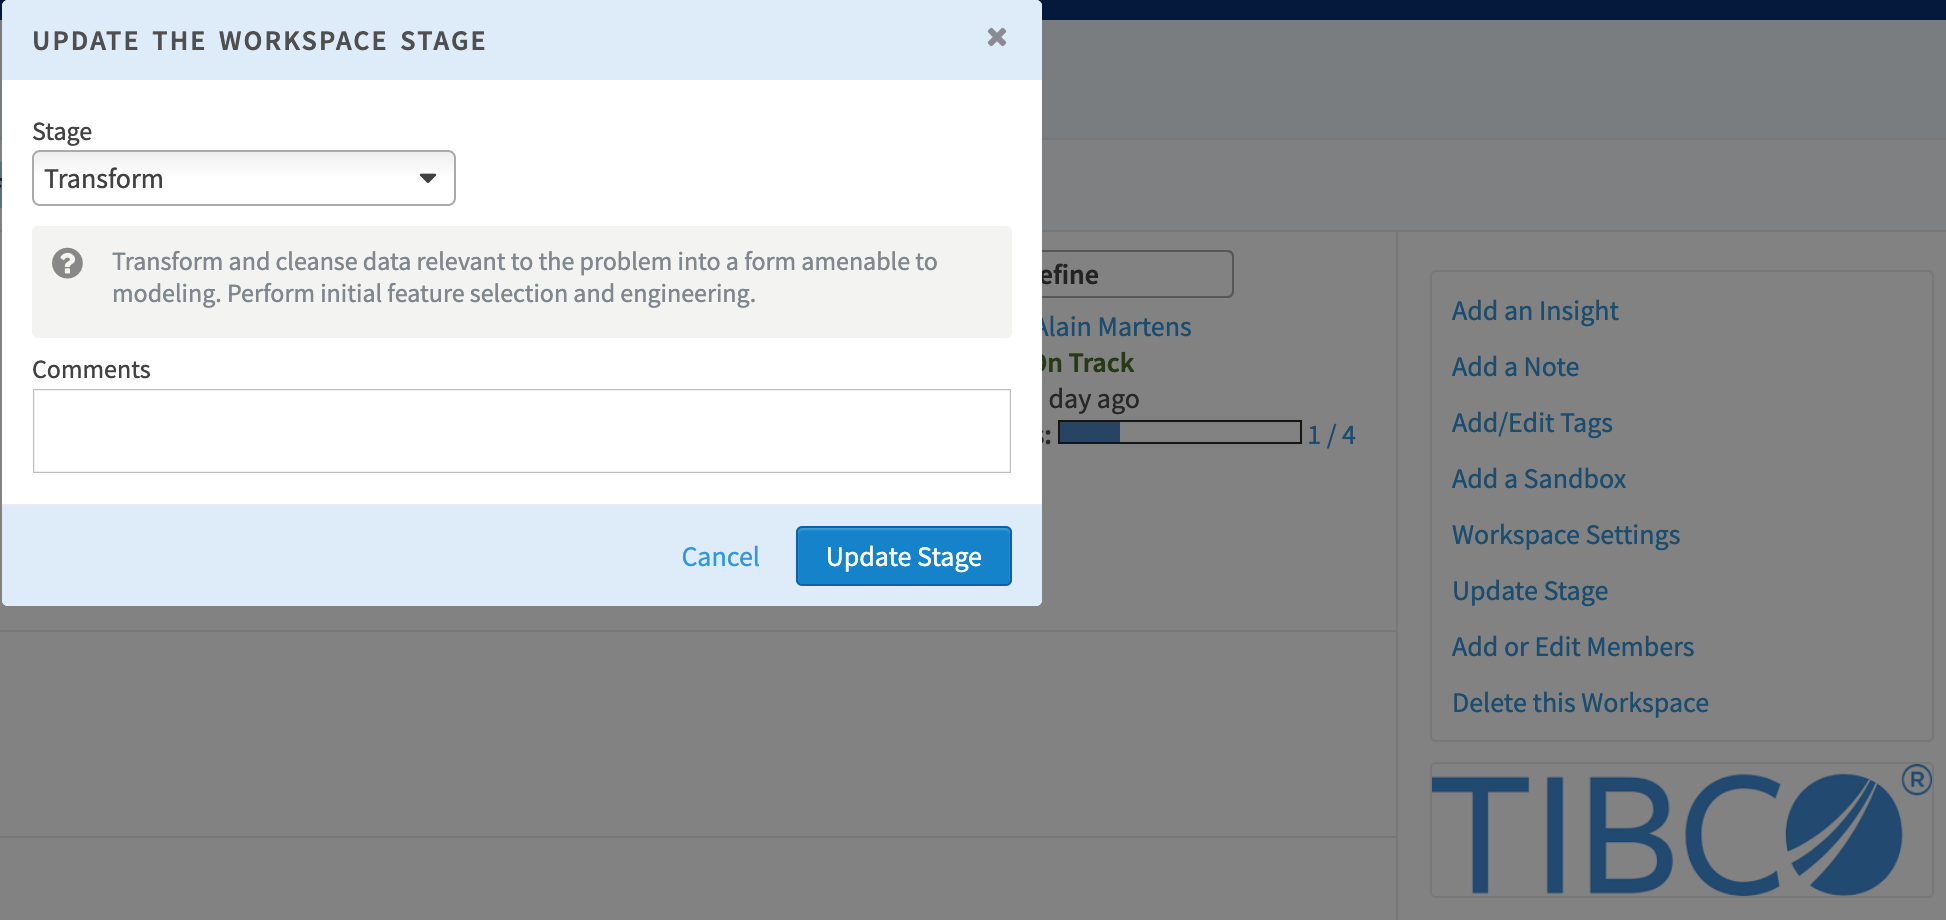 UPDATE THE WORKSPACE STAGE
Stage
Transform
Transform and cleanse data relevant to the problem into a form amenable to
modeling. Perform initial feature selection and engineering.
Comments
Cancel
Update Stage
efine
Alain Martens
On Track
day ago
1 / 4
Add an Insight
Add a Note
Add/Edit Tags
Add a Sandbox
Workspace Settings
Update Stage
Add or Edit Members
Delete this Workspace
TIBCO®